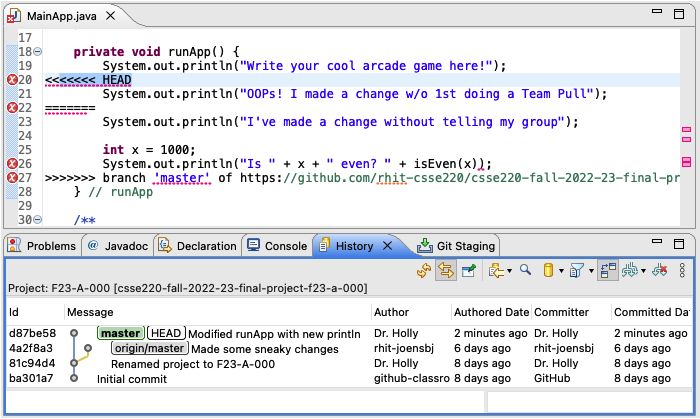 MainApp.java
17
18 private void runApp() {
19 System.out.println("Write your cool arcade game here!");
20 <<<<<<< HEAD
21 System.out.println("OOPs! I made a change w/o 1st doing a Team Pull");
22 =======
23 System.out.println("I've made a change without telling my group");
24
25 int x = 1000;
26 System.out.println("Is " + x + " even? " + isEven(x));
27 >>>>>>> branch 'master' of https://github.com/rhit-csse220/csse220-fall-2022-23-final-pr
28 } // runApp
29
30 /**
Problems @ Javadoc Declaration Console History Git Staging
Project: F23-A-000 [csse220-fall-2022-23-final-project-f23-a-000]
Id Message Author Authored Date Committer Committed Dat
d87be58 master HEAD Modified runApp with new println Dr. Holly 2 minutes ago Dr. Holly 2 minutes ago
4a2f8a3 origin/master Made some sneaky changes rhit-joensbj 6 days ago rhit-joensbj 6 days ago
81c94d4 Renamed project to F23-A-000 Dr. Holly 8 days ago Dr. Holly 8 days ago
ba301a7 Initial commit github-classro 8 days ago GitHub 8 days ago